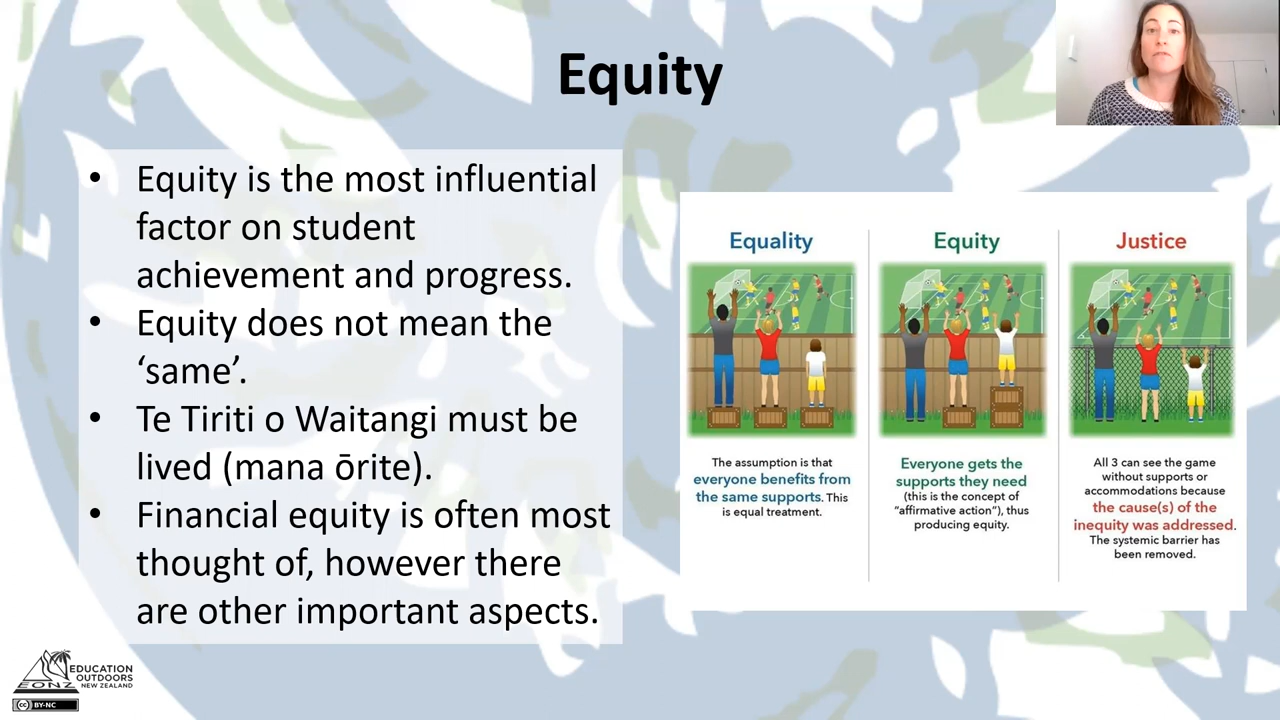 Equity
• Equity is the most influential
factor on student
achievement and progress.
• Equity does not mean the
‘same’.
• Te Tiriti o Waitangi must be
lived (mana ōrite).
• Financial equity is often most
thought of, however there
are other important aspects.
Equality
The assumption is that
everyone benefits from
the same supports. This
is equal treatment.
Equity
Everyone gets the
supports they need
(this is the concept of
“affirmative action”), thus
producing equity.
Justice
All 3 can see the game
without supports or
accommodations because
the cause(s) of the
inequity was addressed.
The systemic barrier has
been removed.
EONZ
EDUCATION
OUTDOORS
NEW ZEALAND
cc BY-NC